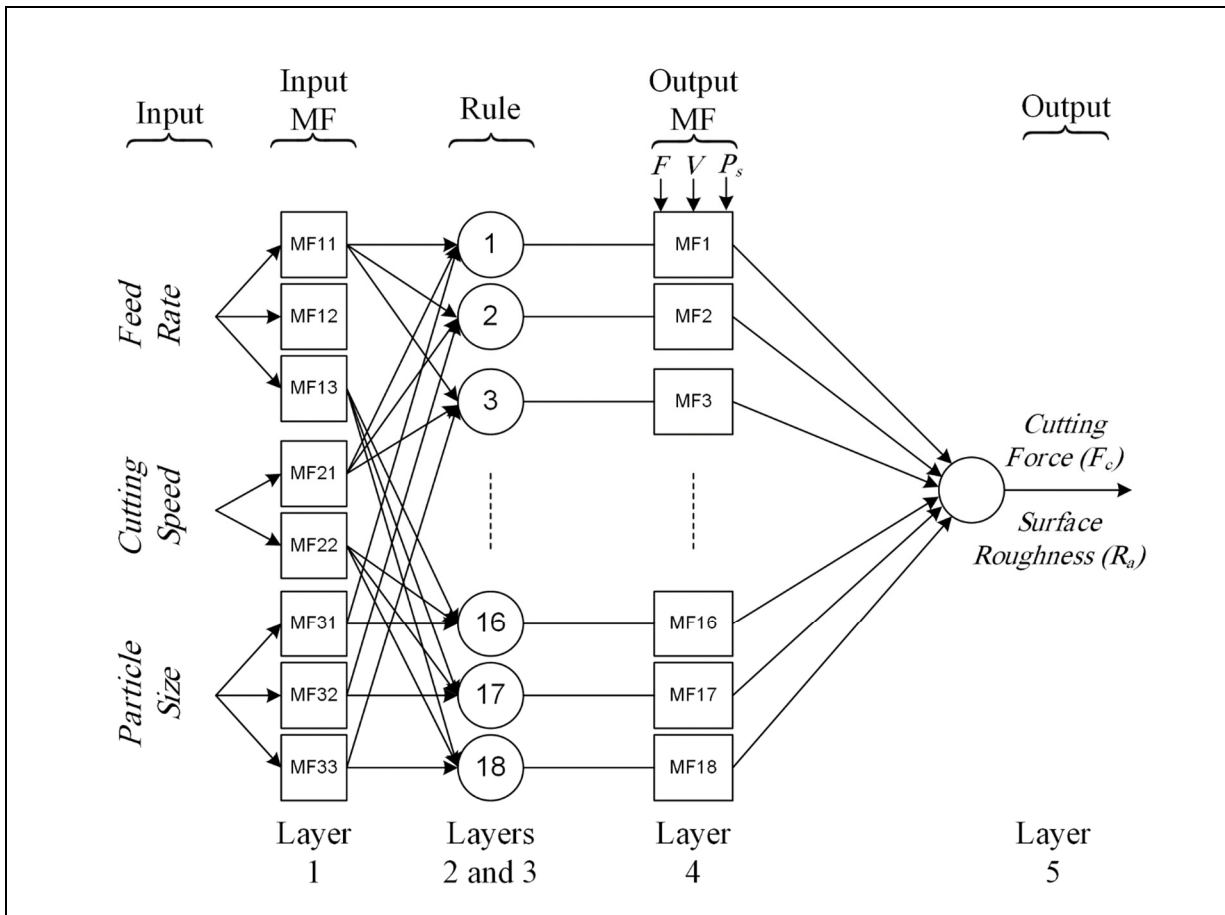 Input
Input
MF
Rule
Output
MF
Output
F V Ps
Feed
Rate
Cutting
Speed
Particle
Size
MF11
MF12
MF13
MF21
MF22
MF31
MF32
MF33
1
2
3
16
17
18
MF1
MF2
MF3
MF16
MF17
MF18
Cutting
Force (Fc)
Surface
Roughness (Ra)
Layer
1
Layers
2 and 3
Layer
4
Layer
5